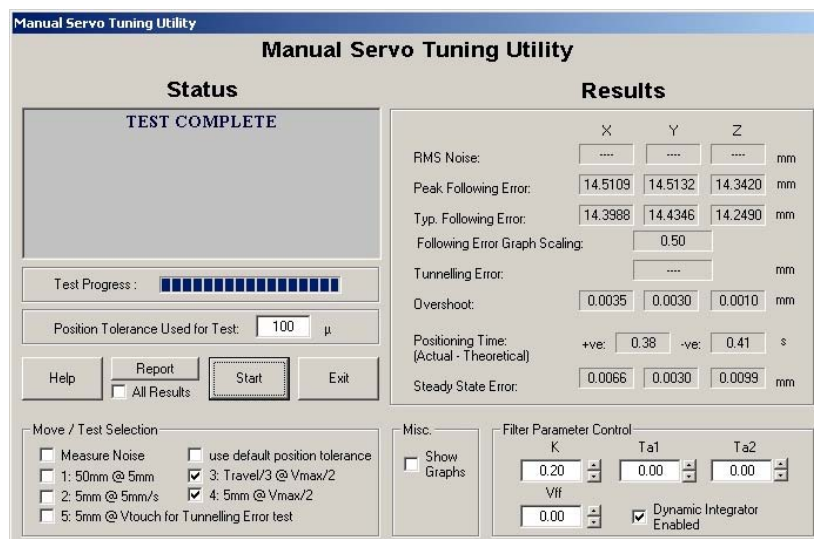 Manual Servo Tuning Utility
Manual Servo Tuning Utility
Status
TEST COMPLETE
Test Progress :
Position Tolerance Used for Test: 100 µ
Help Report Start Exit
All Results
Results
X Y Z
RMS Noise: ---- ---- ---- mm
Peak Following Error: 14.5109 14.5132 14.3420 mm
Typ. Following Error: 14.3988 14.4346 14.2490 mm
Following Error Graph Scaling: 0.50
Tunnelling Error: ---- mm
Overshoot: 0.0035 0.0030 0.0010 mm
Positioning Time: +ve: 0.38 -ve: 0.41 s
(Actual - Theoretical)
Steady State Error: 0.0066 0.0030 0.0099 mm
Move / Test Selection
Measure Noise use default position tolerance
1: 50mm @ 5mm 3: Travel/3 @ Vmax/2
2: 5mm @ 5mm/s 4: 5mm @ Vmax/2
5: 5mm @ Vtouch for Tunnelling Error test
Misc.
Show
Graphs
Filter Parameter Control
K Ta1 Ta2
0.20 0.00 0.00
Vff
0.00 Dynamic Integrator
Enabled